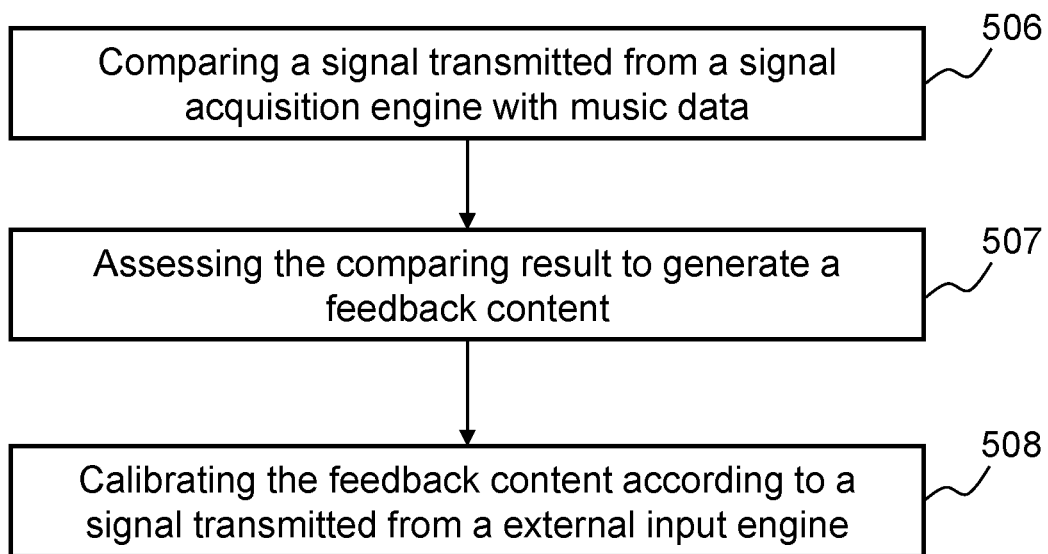 506
Comparing a signal transmitted from a signal
acquisition engine with music data
507
Assessing the comparing result to generate a
feedback content
508
Calibrating the feedback content according to a
signal transmitted from a external input engine